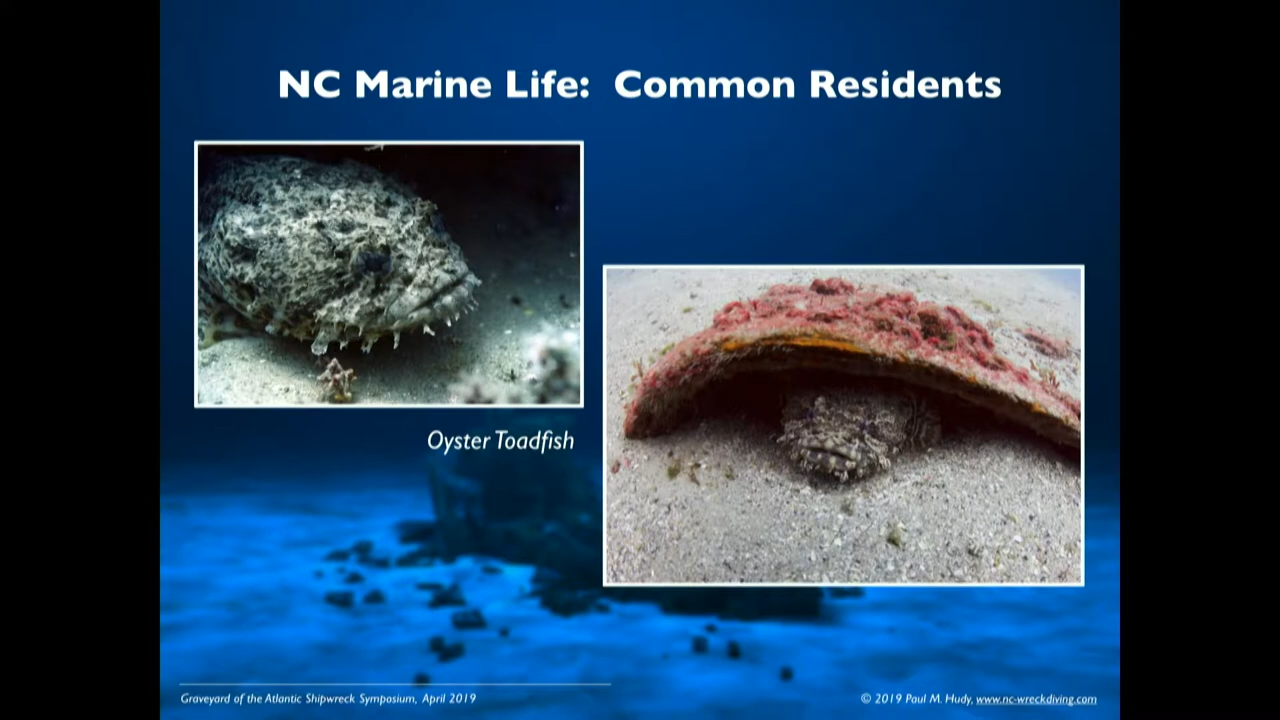 NC Marine Life: Common Residents
Oyster Toadfish
Graveyard of the Atlantic Shipwreck Symposium, April 2019
© 2019 Paul M. Hudy, www.nc-wreckdiving.com